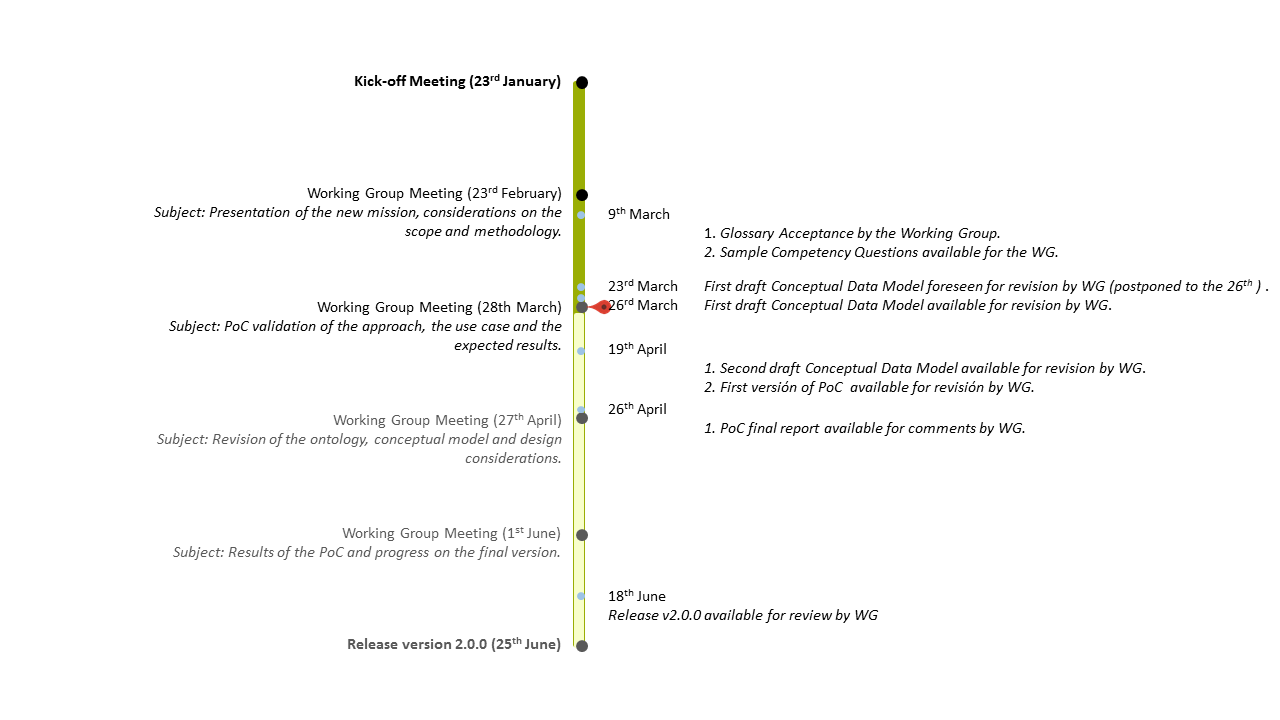 Kick-off Meeting (23rd January)
Working Group Meeting (23rd February)
Subject: Presentation of the new mission, considerations on the
scope and methodology.
9th March
1. Glossary Acceptance by the Working Group.
2. Sample Competency Questions available for the WG.
23rd March First draft Conceptual Data Model foreseen for revision by WG (postponed to the 26th ) .
26rd March First draft Conceptual Data Model available for revision by WG.
Working Group Meeting (28th March)
Subject: PoC validation of the approach, the use case and the
expected results.
19th April
1. Second draft Conceptual Data Model available for revision by WG.
2. First versión of PoC available for revisión by WG.
26th April
1. PoC final report available for comments by WG.
Working Group Meeting (27th April)
Subject: Revision of the ontology, conceptual model and design
considerations.
Working Group Meeting (1st June)
Subject: Results of the PoC and progress on the final version.
18th June
Release v2.0.0 available for review by WG
Release version 2.0.0 (25th June)